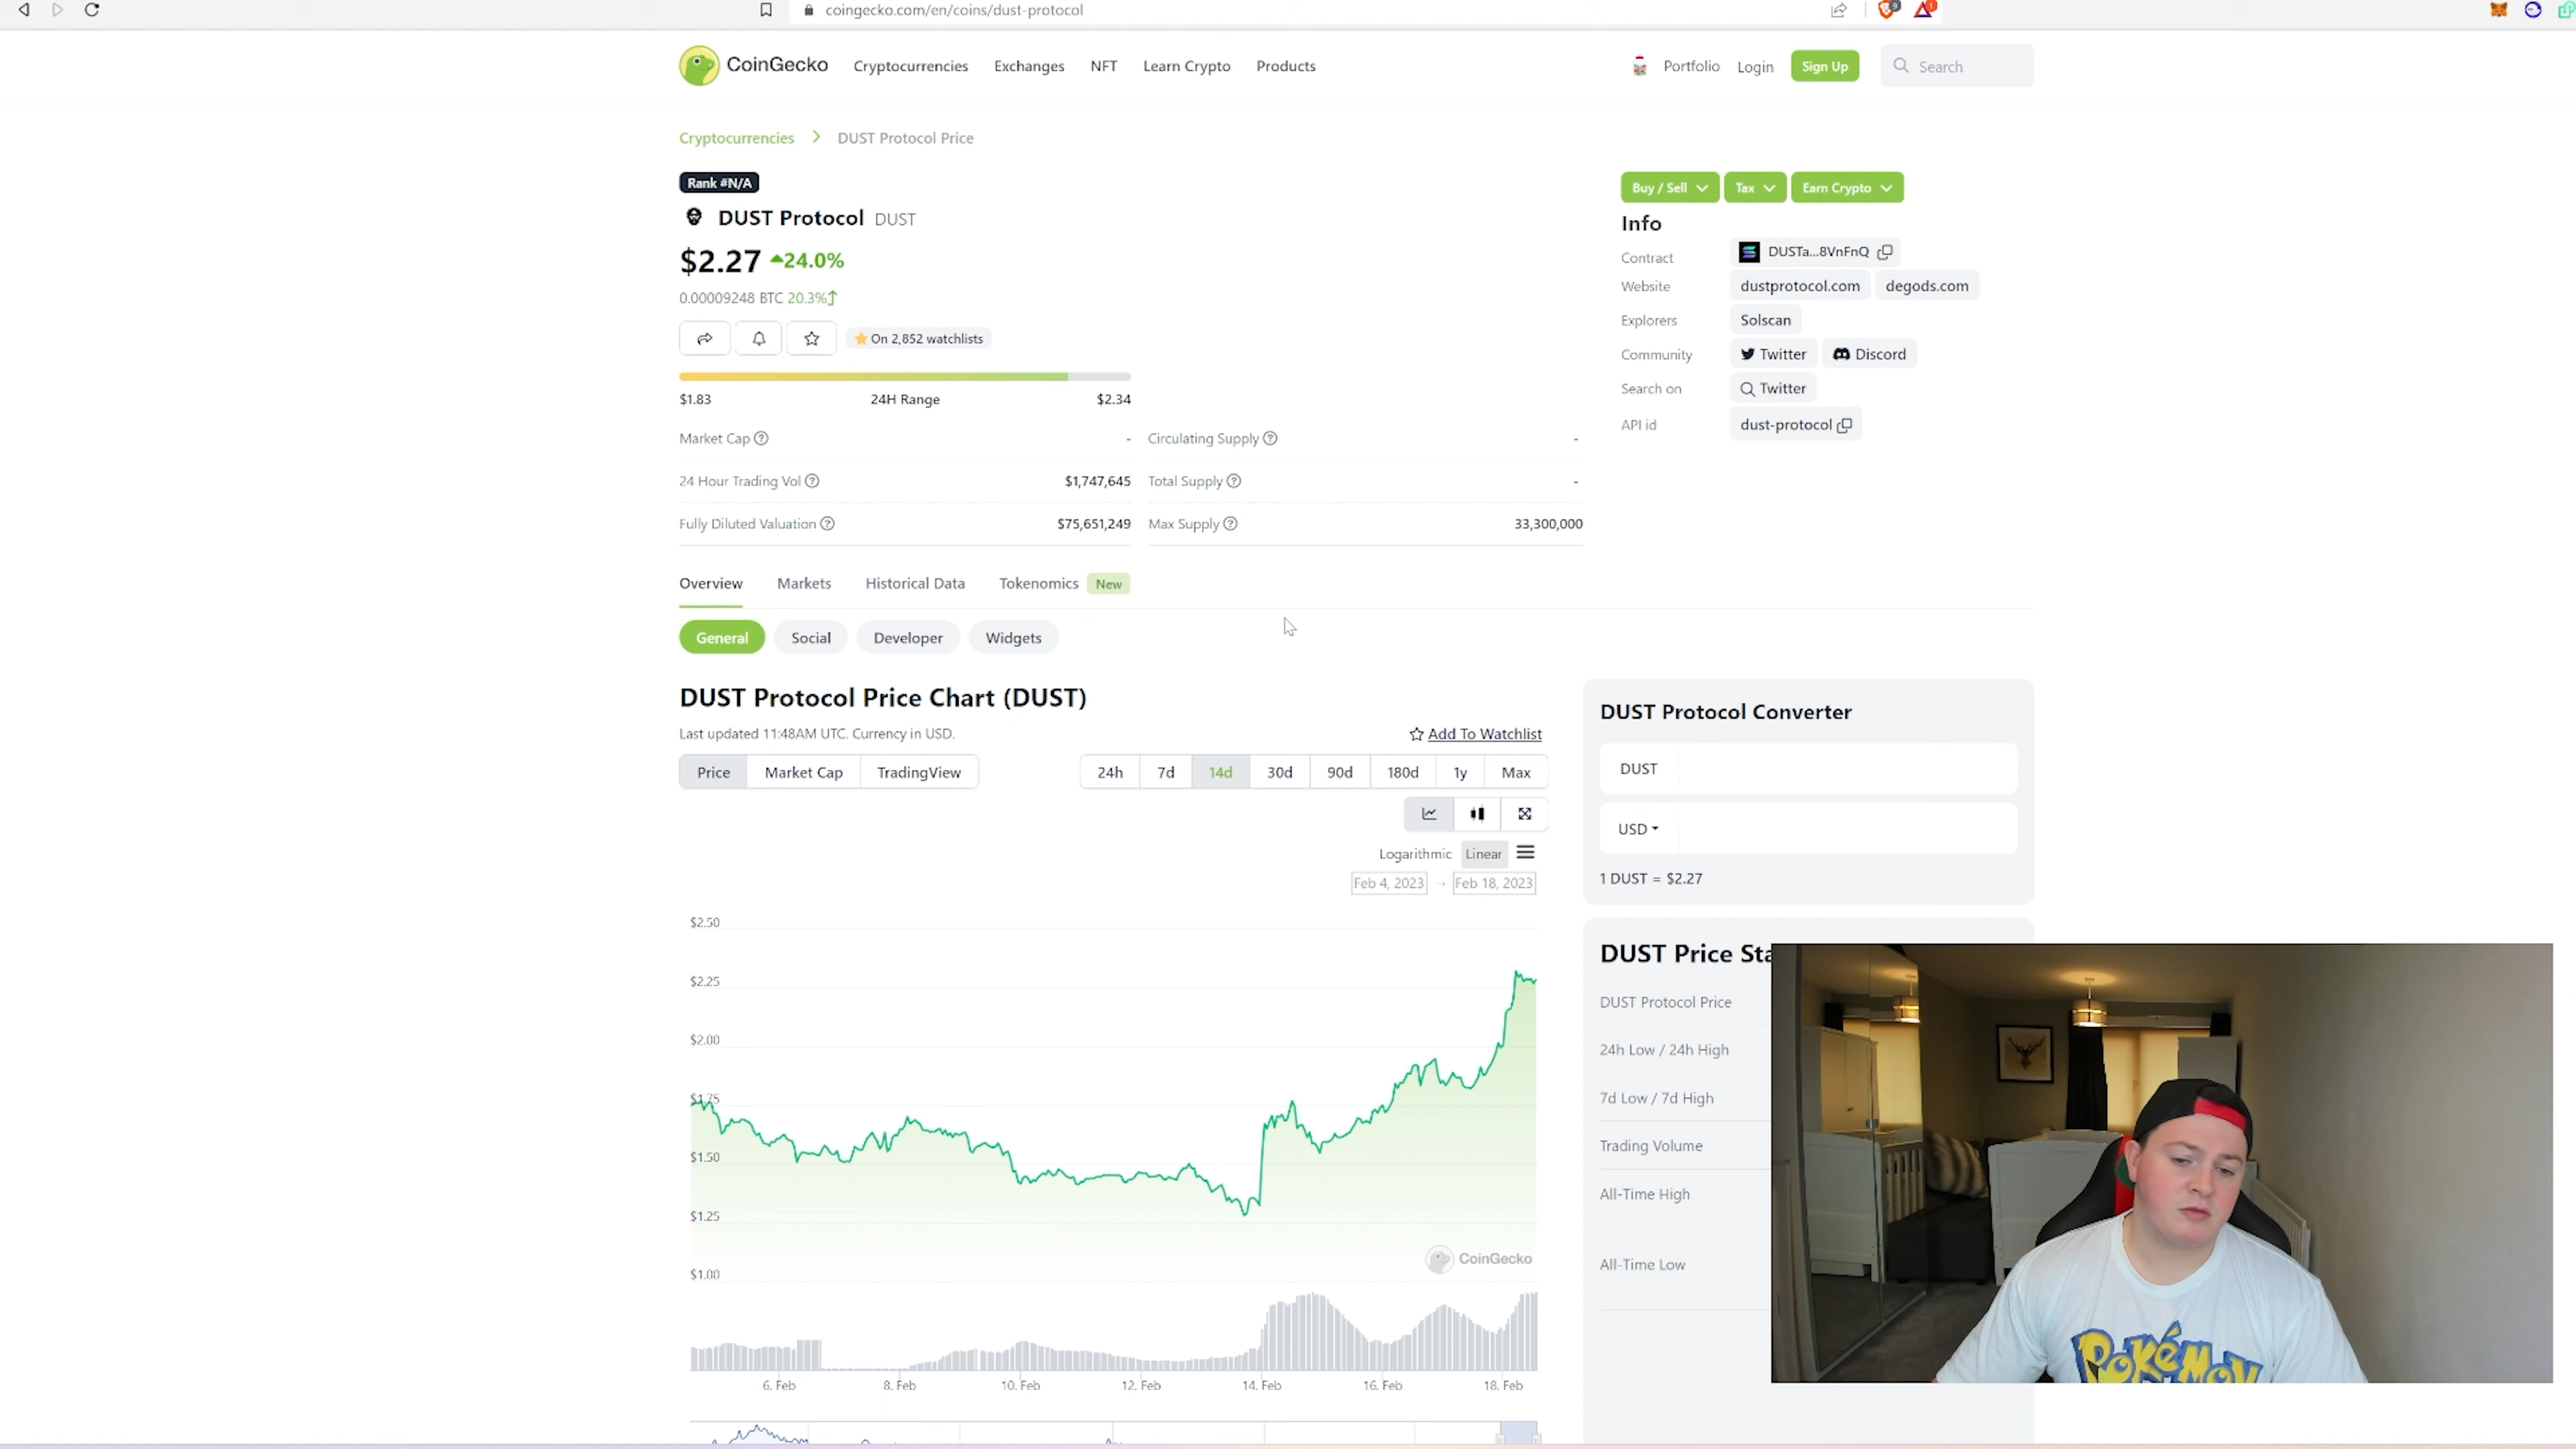 coingecko.com/en/coins/dust-protocol
CoinGecko Cryptocurrencies Exchanges NFT Learn Crypto Products Portfolio Login Sign Up Search
Cryptocurrencies DUST Protocol Price
Rank #N/A
DUST Protocol DUST
$2.27 24.0%
0.00009248 BTC 20.3%
On 2,852 watchlists
$1.83 24H Range $2.34
Market Cap -
24 Hour Trading Vol $1,747,645
Fully Diluted Valuation $75,651,249
Circulating Supply -
Total Supply -
Max Supply 33,300,000
Buy / Sell Tax Earn Crypto
Info
Contract DUSTa...8VnFnQ
Website dustprotocol.com degods.com
Explorers Solscan
Community Twitter Discord
Search on Twitter
API id dust-protocol
Overview Markets Historical Data Tokenomics New
General Social Developer Widgets
DUST Protocol Price Chart (DUST)
Last updated 11:48AM UTC. Currency in USD.
Add To Watchlist
Price Market Cap TradingView
24h 7d 14d 30d 90d 180d 1y Max
Logarithmic Linear
Feb 4, 2023 → Feb 18, 2023
$2.50
$2.25
$2.00
$1.75
$1.50
$1.25
$1.00
CoinGecko
6. Feb 8. Feb 10. Feb 12. Feb 14. Feb 16. Feb 18. Feb
DUST Protocol Converter
DUST
USD
1 DUST = $2.27
DUST Price Sta
DUST Protocol Price
24h Low / 24h High
7d Low / 7d High
Trading Volume
All-Time High
All-Time Low
POKéMON